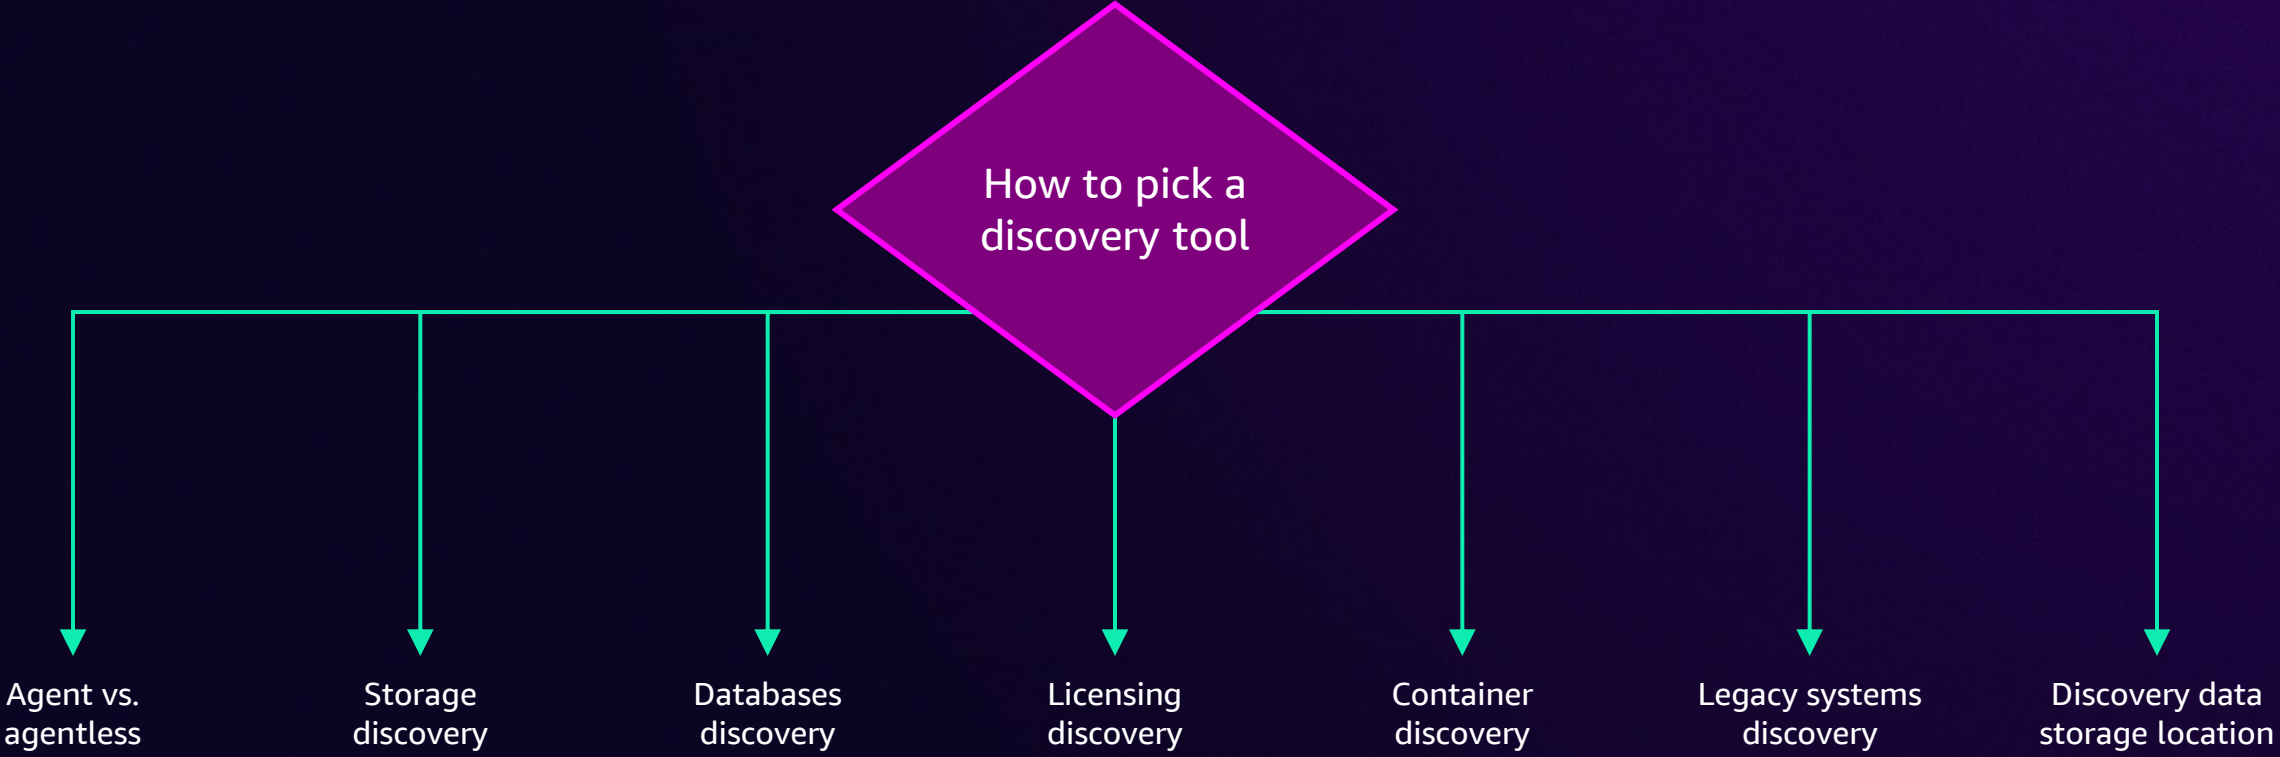 How to pick a
discovery tool
Agent vs.
agentless
Storage
discovery
Databases
discovery
Licensing
discovery
Container
discovery
Legacy systems
discovery
Discovery data
storage location